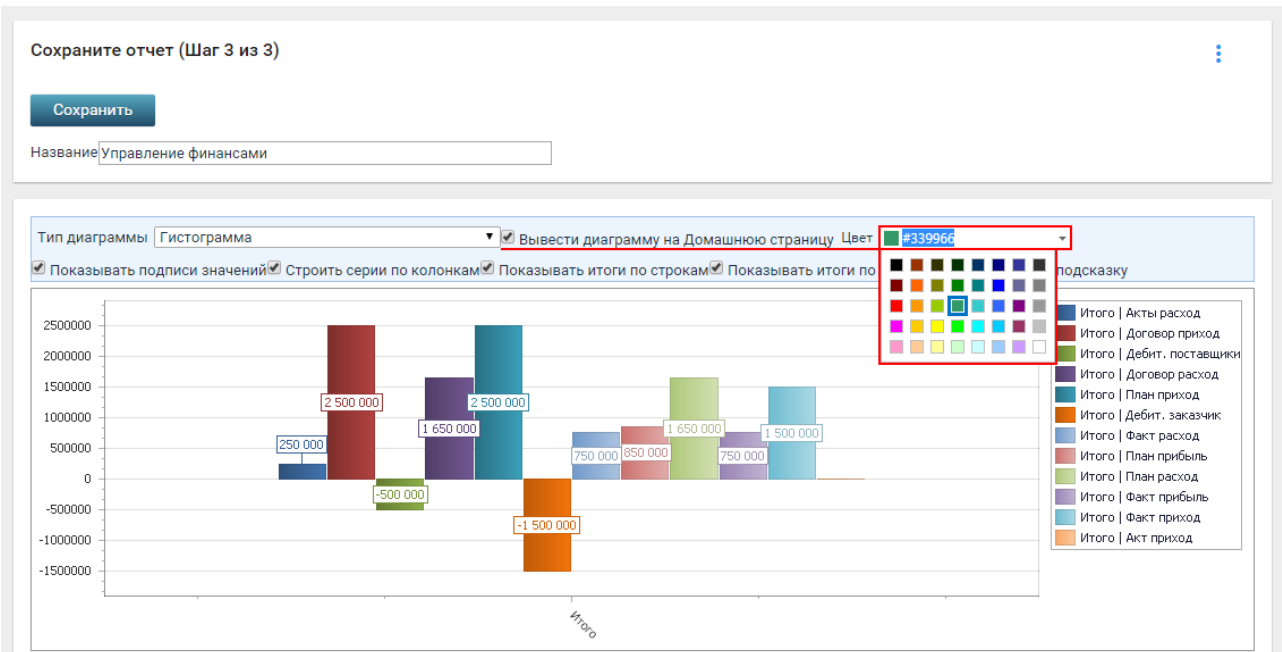 Сохраните отчет (Шаг 3 из 3)
Сохранить
Название Управление финансами
Тип диаграммы Гистограмма Вывести диаграмму на Домашнюю страницу Цвет #339966
Показывать подписи значений Строить серии по колонкам Показывать итоги по строкам Показывать итоги по подсказку
2500000
2000000
1500000
1000000
500000
0
-500000
-1000000
-1500000
250 000
2 500 000
-500 000
1 650 000
2 500 000
-1 500 000
750 000
850 000
1 650 000
750 000
1 500 000
Итого
Итого | Акты расход
Итого | Договор приход
Итого | Дебит. поставщики
Итого | Договор расход
Итого | План приход
Итого | Дебит. заказчик
Итого | Факт расход
Итого | План прибыль
Итого | План расход
Итого | Факт прибыль
Итого | Факт приход
Итого | Акт приход